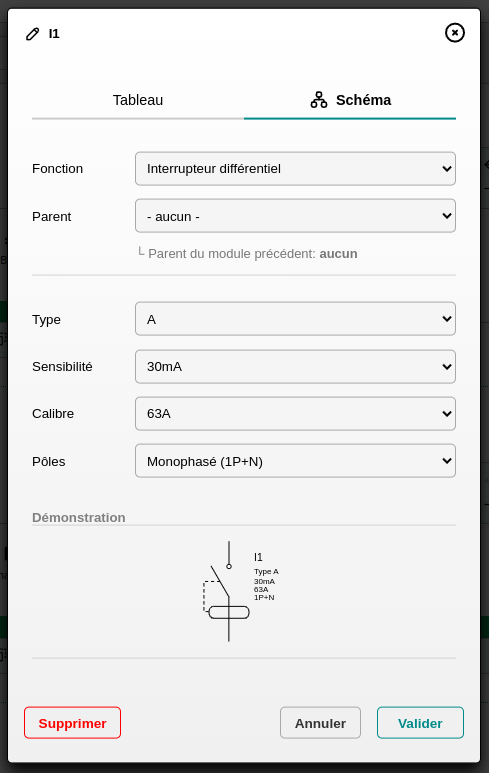 I1
Tableau
Schéma
Fonction
Interrupteur différentiel
Parent
- aucun -
└ Parent du module précédent: aucun
Type
A
Sensibilité
30mA
Calibre
63A
Pôles
Monophasé (1P+N)
Démonstration
I1
Type A
30mA
63A
1P+N
Supprimer
Annuler
Valider